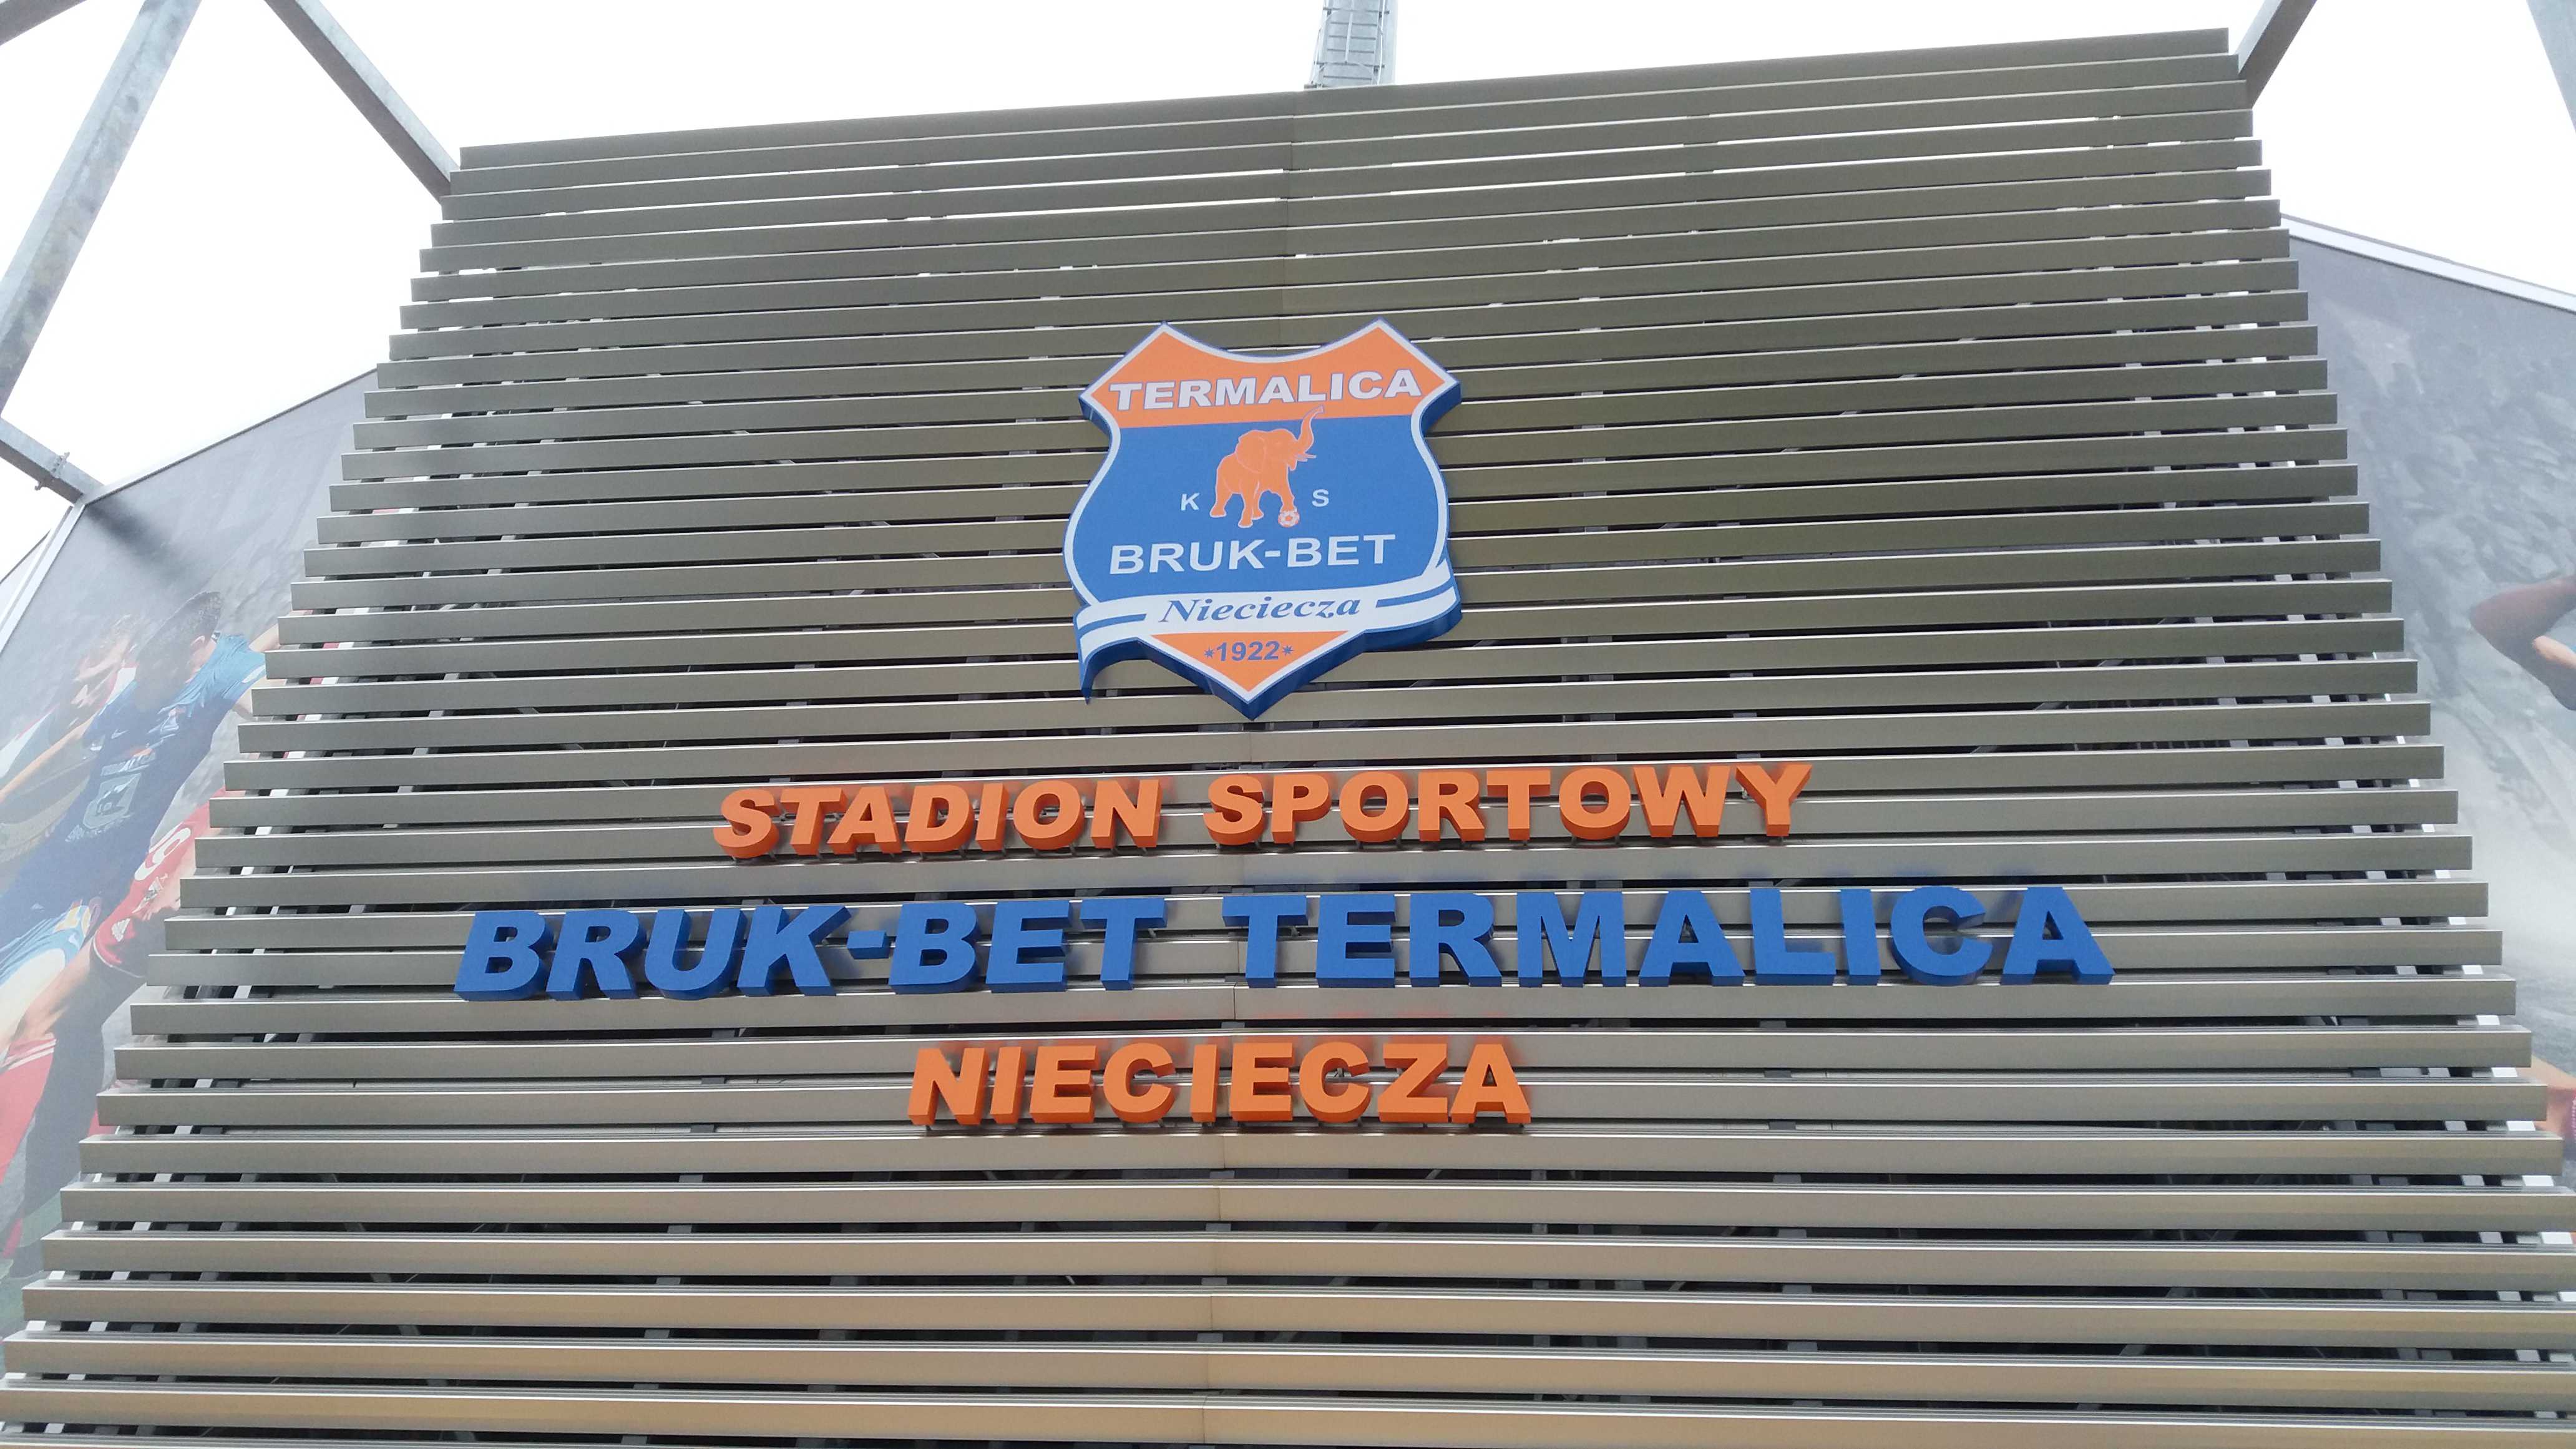 TERMALICA
K S
BRUK-BET
Nieciecza
*1922*
STADION SPORTOWY
BRUK-BET TERMALICA
NIECIECZA